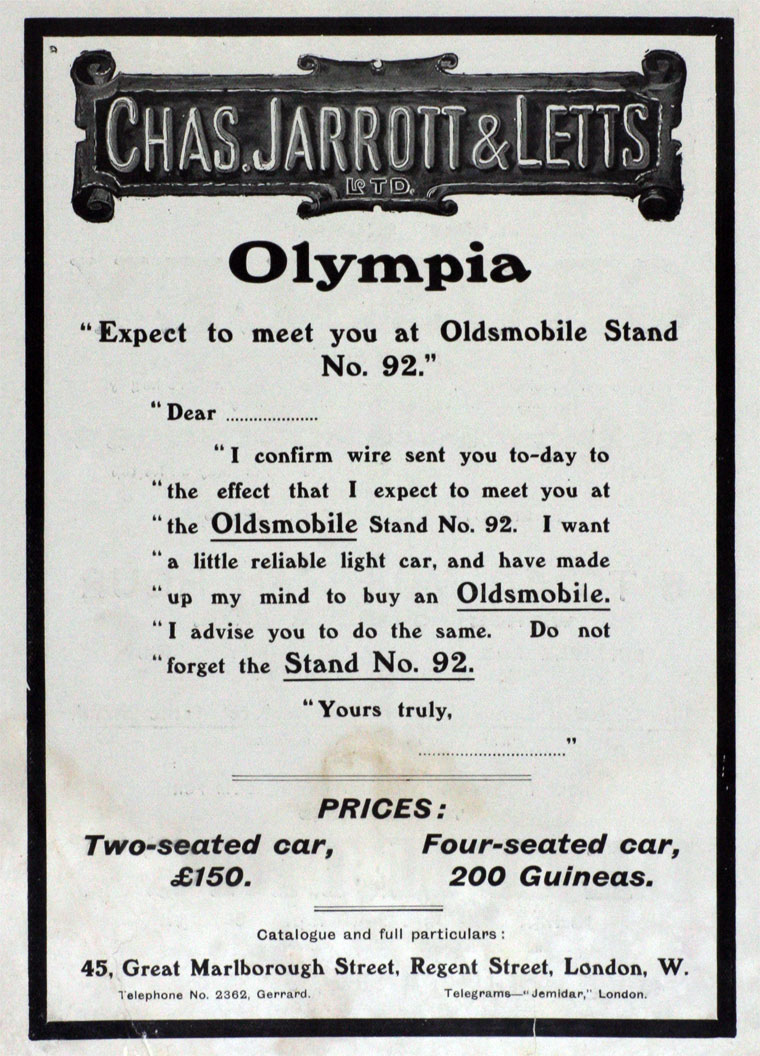 CHAS. JARROTT & LETTS
LTD.
Olympia
“Expect to meet you at Oldsmobile Stand
No. 92.”
“Dear ....................
“I confirm wire sent you to-day to
“the effect that I expect to meet you at
“the Oldsmobile Stand No. 92. I want
“a little reliable light car, and have made
“up my mind to buy an Oldsmobile.
“I advise you to do the same. Do not
“forget the Stand No. 92.
“Yours truly,
................................”
PRICES:
Two-seated car, Four-seated car,
£150. 200 Guineas.
Catalogue and full particulars:
45, Great Marlborough Street, Regent Street, London, W.
Telephone No. 2362, Gerrard. Telegrams—“Jemidar,” London.